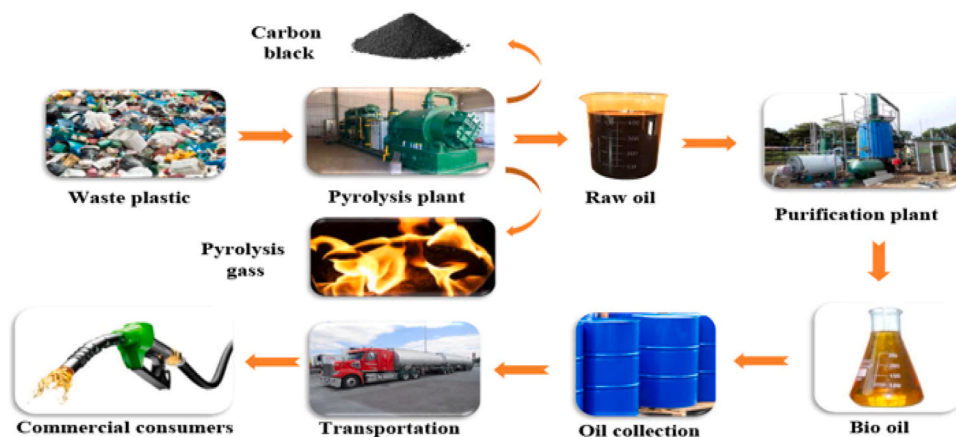 Carbon
black
Waste plastic
Pyrolysis plant
Raw oil
Purification plant
Pyrolysis
gass
Commercial consumers
Transportation
Oil collection
Bio oil